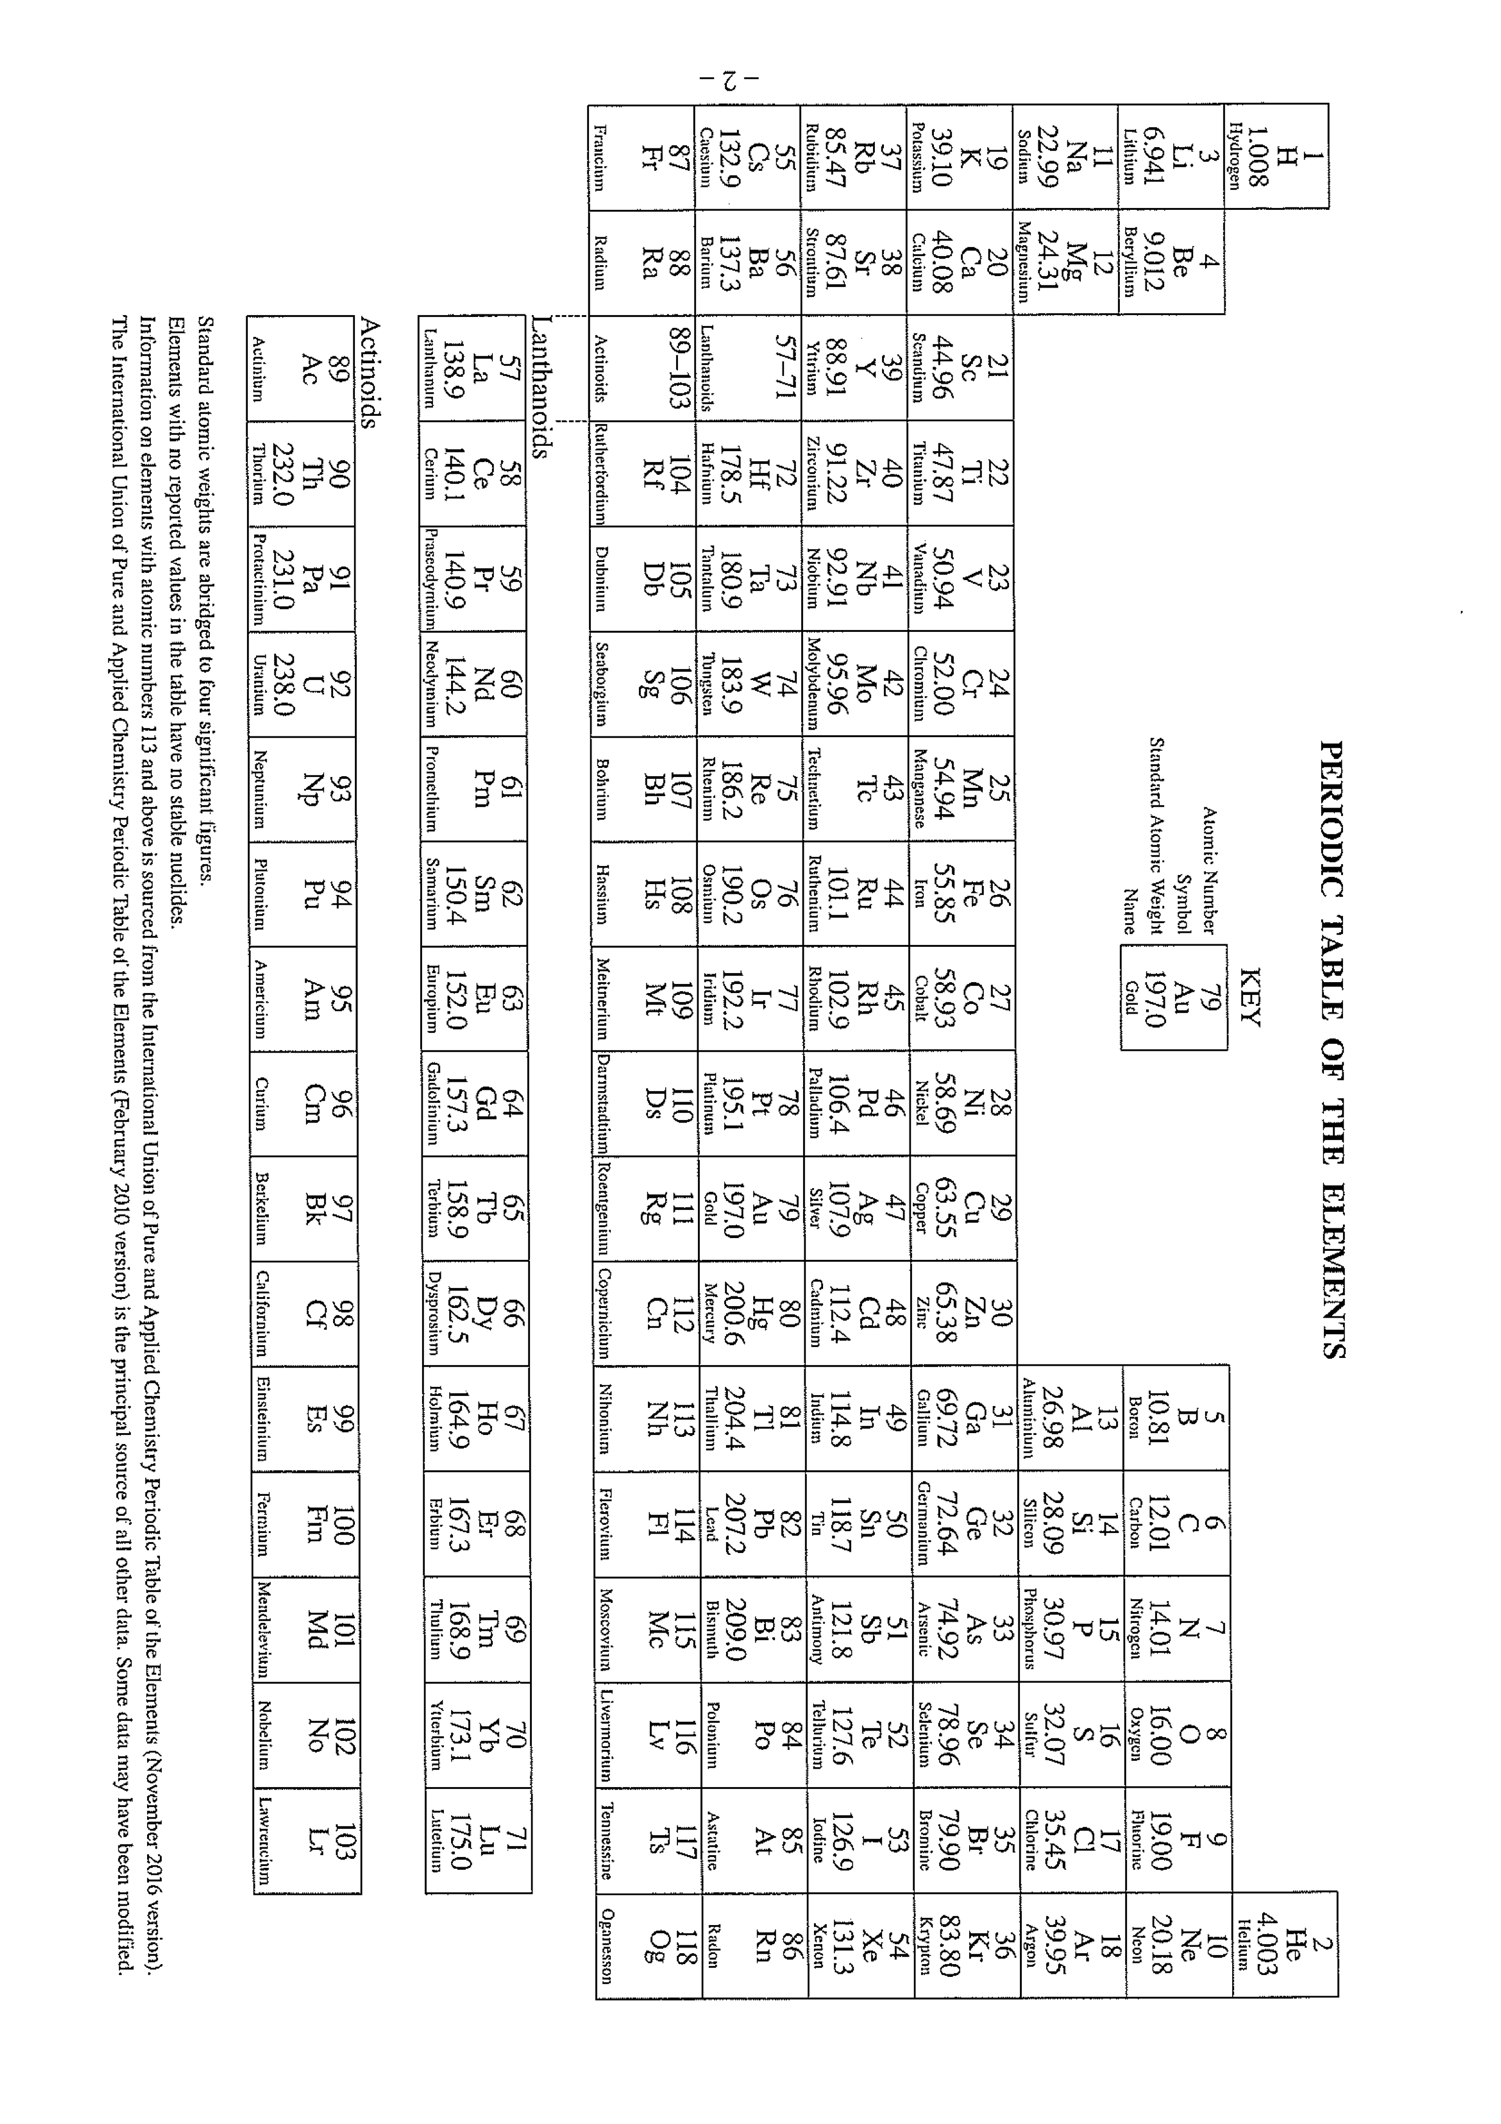 – 2 –
PERIODIC TABLE OF THE ELEMENTS
KEY
Atomic Number 79
Symbol Au
Standard Atomic Weight 197.0
Name Gold
1 H 1.008 Hydrogen
2 He 4.003 Helium
3 Li 6.941 Lithium
4 Be 9.012 Beryllium
5 B 10.81 Boron
6 C 12.01 Carbon
7 N 14.01 Nitrogen
8 O 16.00 Oxygen
9 F 19.00 Fluorine
10 Ne 20.18 Neon
11 Na 22.99 Sodium
12 Mg 24.31 Magnesium
13 Al 26.98 Aluminium
14 Si 28.09 Silicon
15 P 30.97 Phosphorus
16 S 32.07 Sulfur
17 Cl 35.45 Chlorine
18 Ar 39.95 Argon
19 K 39.10 Potassium
20 Ca 40.08 Calcium
21 Sc 44.96 Scandium
22 Ti 47.87 Titanium
23 V 50.94 Vanadium
24 Cr 52.00 Chromium
25 Mn 54.94 Manganese
26 Fe 55.85 Iron
27 Co 58.93 Cobalt
28 Ni 58.69 Nickel
29 Cu 63.55 Copper
30 Zn 65.38 Zinc
31 Ga 69.72 Gallium
32 Ge 72.64 Germanium
33 As 74.92 Arsenic
34 Se 78.96 Selenium
35 Br 79.90 Bromine
36 Kr 83.80 Krypton
37 Rb 85.47 Rubidium
38 Sr 87.61 Strontium
39 Y 88.91 Yttrium
40 Zr 91.22 Zirconium
41 Nb 92.91 Niobium
42 Mo 95.96 Molybdenum
43 Tc Technetium
44 Ru 101.1 Ruthenium
45 Rh 102.9 Rhodium
46 Pd 106.4 Palladium
47 Ag 107.9 Silver
48 Cd 112.4 Cadmium
49 In 114.8 Indium
50 Sn 118.7 Tin
51 Sb 121.8 Antimony
52 Te 127.6 Tellurium
53 I 126.9 Iodine
54 Xe 131.3 Xenon
55 Cs 132.9 Caesium
56 Ba 137.3 Barium
57–71 Lanthanoids
72 Hf 178.5 Hafnium
73 Ta 180.9 Tantalum
74 W 183.9 Tungsten
75 Re 186.2 Rhenium
76 Os 190.2 Osmium
77 Ir 192.2 Iridium
78 Pt 195.1 Platinum
79 Au 197.0 Gold
80 Hg 200.6 Mercury
81 Tl 204.4 Thallium
82 Pb 207.2 Lead
83 Bi 209.0 Bismuth
84 Po Polonium
85 At Astatine
86 Rn Radon
87 Fr Francium
88 Ra Radium
89–103 Actinoids
104 Rf Rutherfordium
105 Db Dubnium
106 Sg Seaborgium
107 Bh Bohrium
108 Hs Hassium
109 Mt Meitnerium
110 Ds Darmstadtium
111 Rg Roentgenium
112 Cn Copernicium
113 Nh Nihonium
114 Fl Flerovium
115 Mc Moscovium
116 Lv Livermorium
117 Ts Tennessine
118 Og Oganesson
Lanthanoids
57 La 138.9 Lanthanum
58 Ce 140.1 Cerium
59 Pr 140.9 Praseodymium
60 Nd 144.2 Neodymium
61 Pm Promethium
62 Sm 150.4 Samarium
63 Eu 152.0 Europium
64 Gd 157.3 Gadolinium
65 Tb 158.9 Terbium
66 Dy 162.5 Dysprosium
67 Ho 164.9 Holmium
68 Er 167.3 Erbium
69 Tm 168.9 Thulium
70 Yb 173.1 Ytterbium
71 Lu 175.0 Lutetium
Actinoids
89 Ac Actinium
90 Th 232.0 Thorium
91 Pa 231.0 Protactinium
92 U 238.0 Uranium
93 Np Neptunium
94 Pu Plutonium
95 Am Americium
96 Cm Curium
97 Bk Berkelium
98 Cf Californium
99 Es Einsteinium
100 Fm Fermium
101 Md Mendelevium
102 No Nobelium
103 Lr Lawrencium
Standard atomic weights are abridged to four significant figures.
Elements with no reported values in the table have no stable nuclides.
Information on elements with atomic numbers 113 and above is sourced from the International Union of Pure and Applied Chemistry Periodic Table of the Elements (November 2016 version).
The International Union of Pure and Applied Chemistry Periodic Table of the Elements (February 2010 version) is the principal source of all other data. Some data may have been modified.